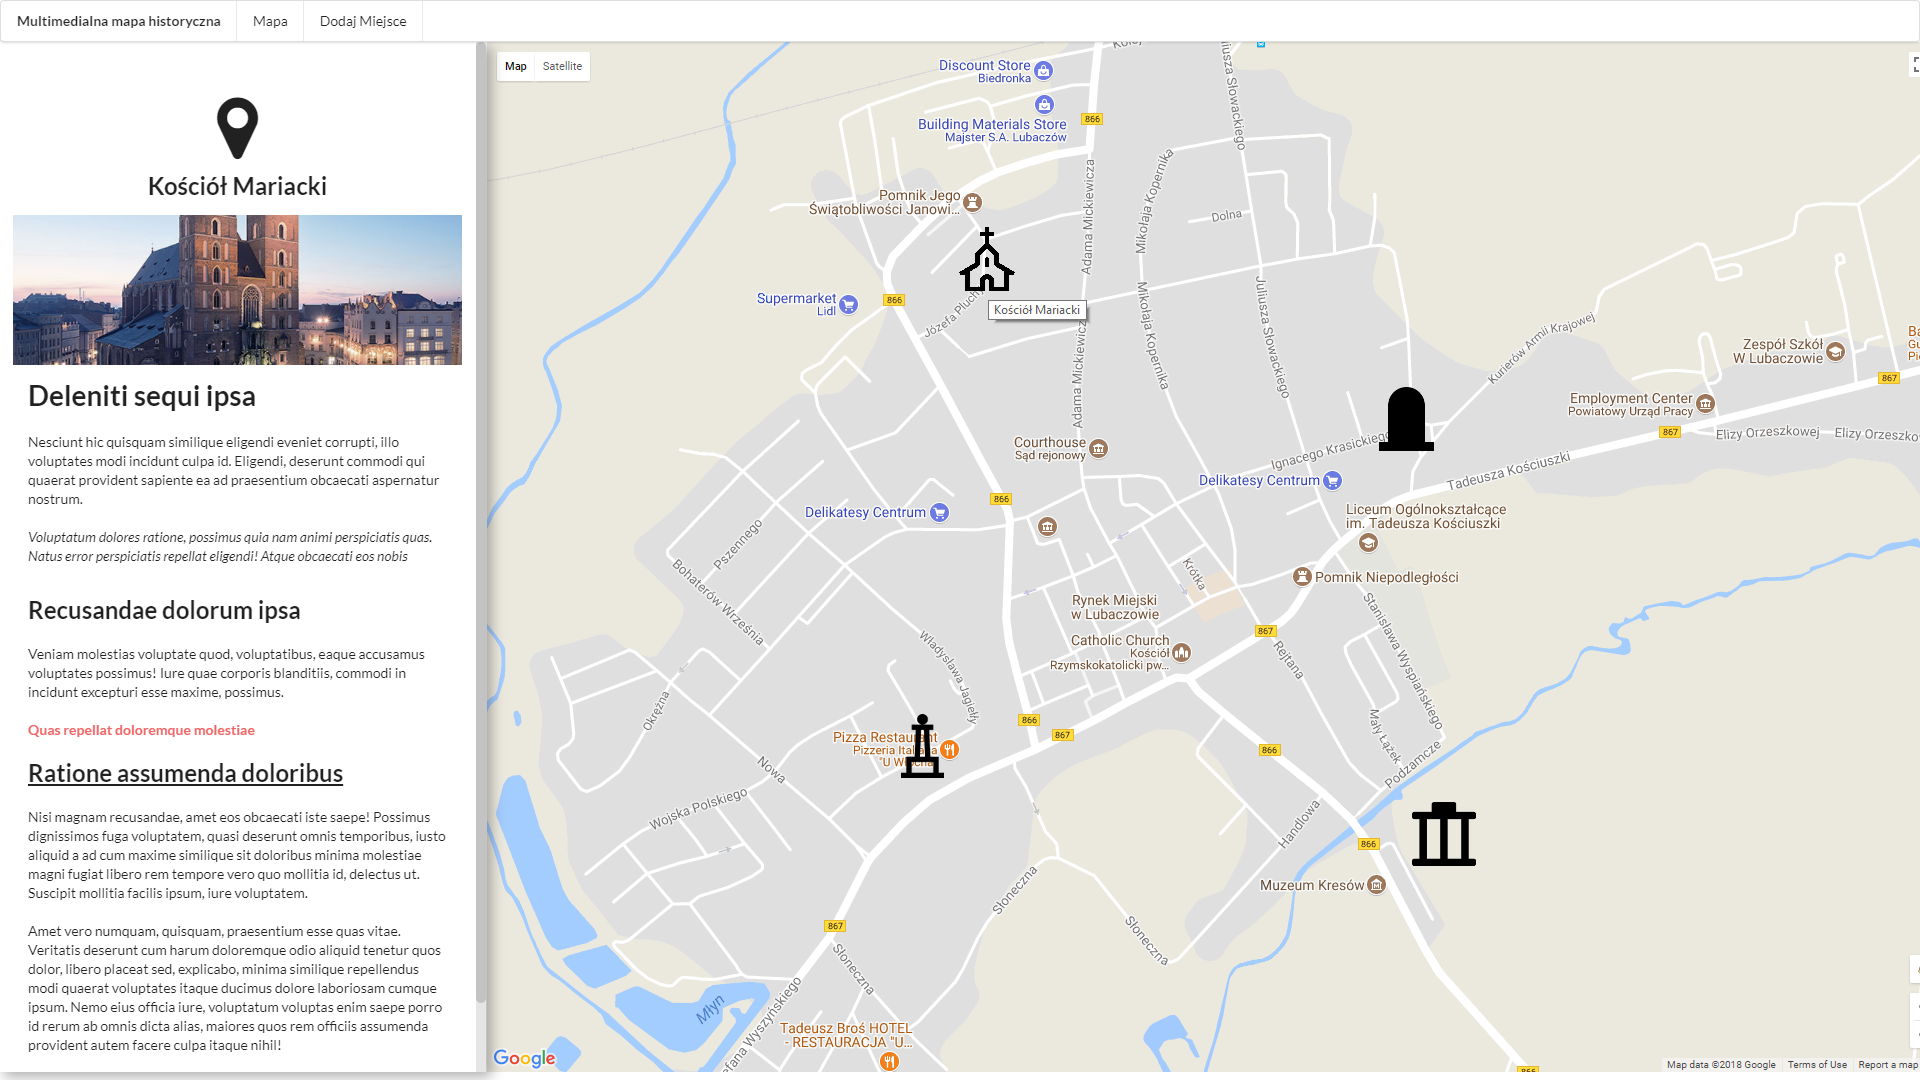 Multimedialna mapa historyczna
Mapa
Dodaj Miejsce
Kościół Mariacki
Deleniti sequi ipsa
Nesciunt hic quisquam similique eligendi eveniet corrupti, illo
voluptates modi incidunt culpa id. Eligendi, deserunt commodi qui
quaerat provident sapiente ea ad praesentium obcaecati aspernatur
nostrum.
Voluptatum dolores ratione, possimus quia nam animi perspiciatis quas.
Natus error perspiciatis repellat eligendi! Atque obcaecati eos nobis
Recusandae dolorum ipsa
Veniam molestias voluptate quod, voluptatibus, eaque accusamus
voluptates possimus! Iure quae corporis blanditiis, commodi in
incidunt excepturi esse maxime, possimus.
Quas repellat doloremque molestiae
Ratione assumenda doloribus
Nisi magnam recusandae, amet eos obcaecati iste saepe! Possimus
dignissimos fuga voluptatem, quasi deserunt omnis temporibus, iusto
aliquid a ad cum maxime similique sit doloribus minima molestiae
magni fugiat libero rem tempore vero quo mollitia id, delectus ut.
Suscipit mollitia facilis ipsum, iure voluptatem.
Amet vero numquam, quisquam, praesentium esse quas vitae.
Veritatis deserunt cum harum doloremque odio aliquid tenetur quos
dolor, libero placeat sed, explicabo, minima similique repellendus
modi quaerat voluptates itaque ducimus dolore laboriosam cumque
ipsum. Nemo eius officia iure, voluptatum voluptas enim saepe porro
id rerum ab omnis dicta alias, maiores quos rem officiis assumenda
provident autem facere culpa itaque nihil!
Map
Satellite
Discount Store
Biedronka
Building Materials Store
Majster S.A. Lubaczów
866
Juliusza Słowackiego
Adama Mickiewicza
Mikołaja Kopernika
Dolna
Pomnik Jego
Świątobliwości Janowi...
Kościół Mariacki
Supermarket
Lidl
866
Józefa Pluch
Adama Mickiewicz
Mikołaja Kopernika
Juliusza Słowackiego
Kurierów Armii Krajowej
Zespół Szkół
W Lubaczowie
867
Employment Center
Powiatowy Urząd Pracy
867
Elizy Orzeszkowej
Elizy Orzeszko
Ignacego Krasickiego
Tadeusza Kościuszki
Courthouse
Sąd rejonowy
Delikatesy Centrum
866
Delikatesy Centrum
Liceum Ogólnokształcące
im. Tadeusza Kościuszki
Pszennego
Bohaterów Września
Krótka
Pomnik Niepodległości
Rynek Miejski
w Lubaczowie
867
Catholic Church
Kościół
Rzymskokatolicki pw...
Rejtana
Stanisława Wyspiańskiego
Władysława Jagiełły
Okrężna
866
867
866
Pizza Restaurant
Pizzeria Ita
"U W
Nowa
Wojska Polskiego
Mały Łążek
Podzamcze
Handlowa
866
Muzeum Kresów
Słoneczna
Słoneczna
867
Słoneczna
Młyn
efana Wyszyńskiego
Tadeusz Broś HOTEL
- RESTAURACJA "U...
866
Google
Map data ©2018 Google
Terms of Use
Report a map